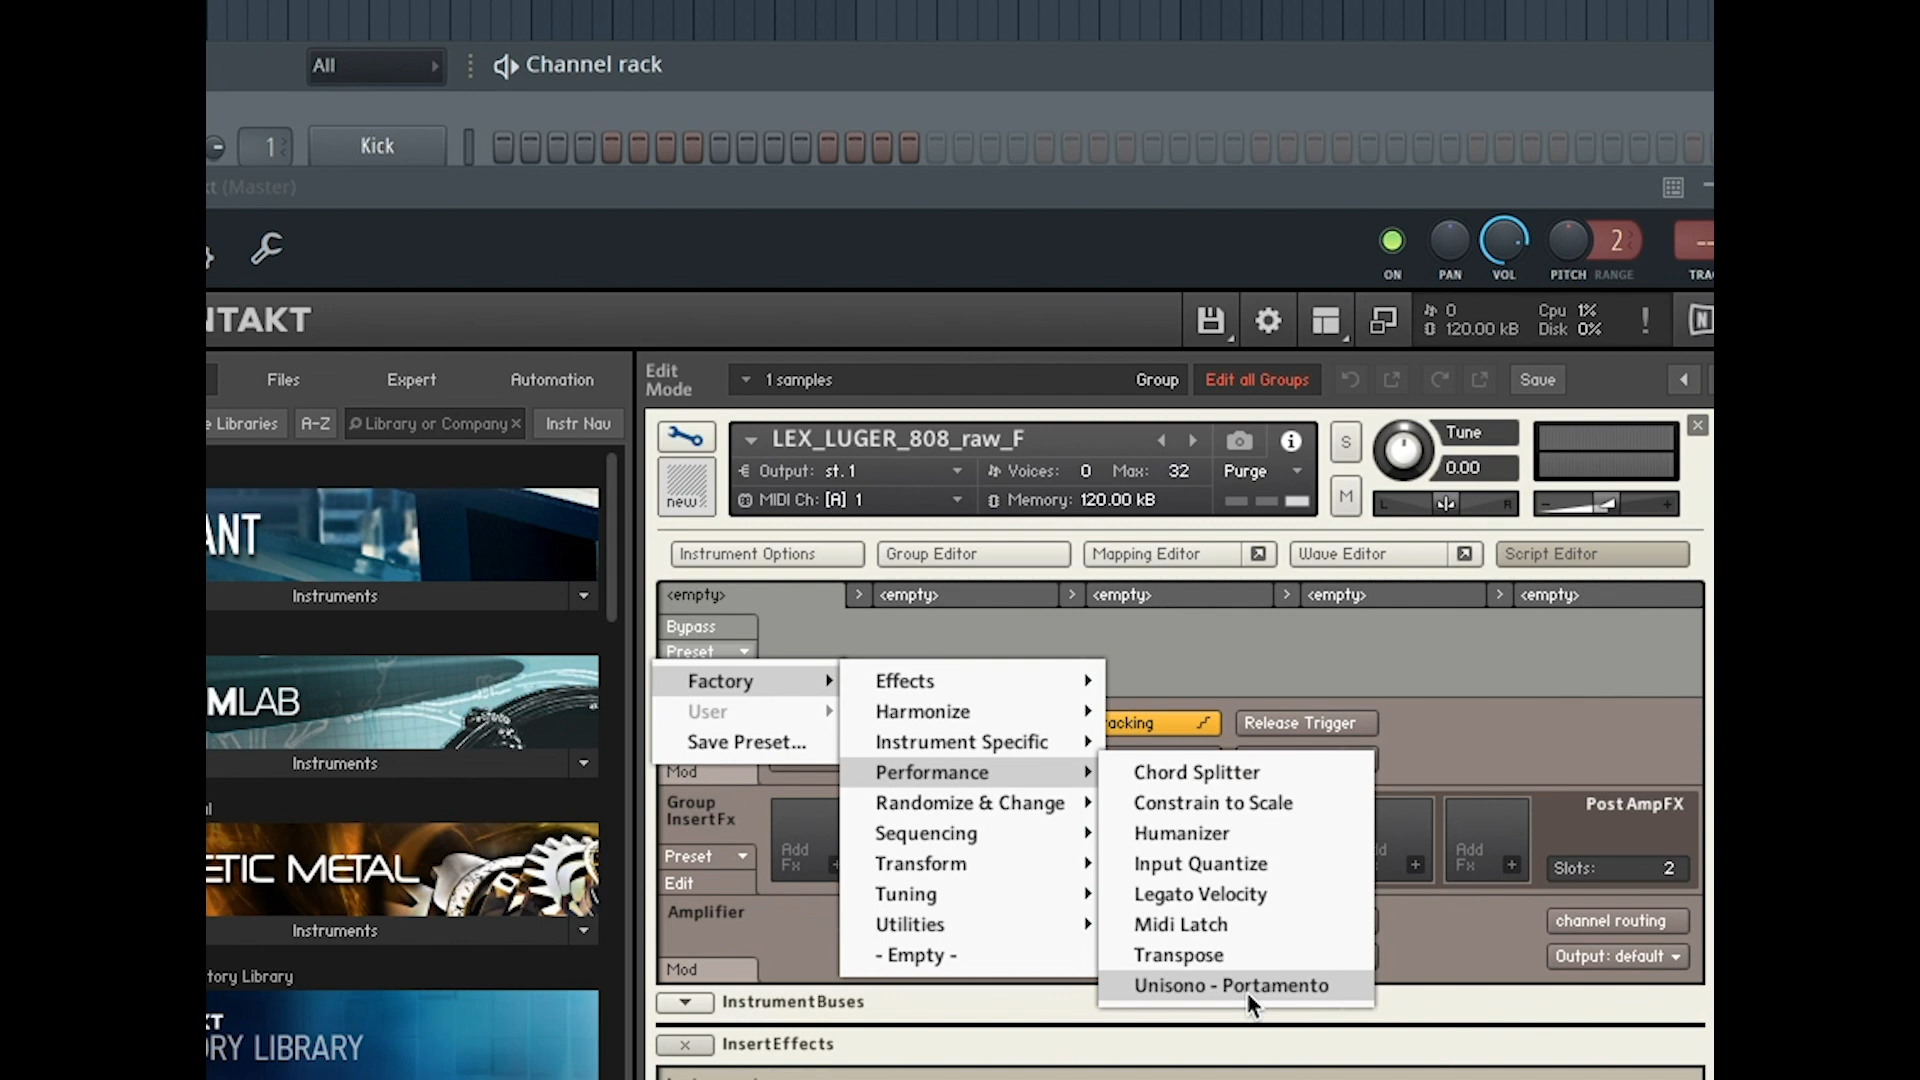 All
Channel rack
1
Kick
kt (Master)
ON
PAN
VOL
PITCH RANGE
2
TRA
NTAKT
0
120.00 kB
Cpu 1%
Disk 0%
!
Files
Expert
Automation
e Libraries
A-Z
Library or Company
Instr Nav
Edit Mode
1 samples
Group
Edit all Groups
Save
LEX_LUGER_808_raw_F
Output: st.1
Voices: 0 Max: 32
Purge
MIDI Ch: [A] 1
Memory: 120.00 kB
new
S
M
Tune
0.00
L
R
Instrument Options
Group Editor
Mapping Editor
Wave Editor
Script Editor
<empty>
<empty>
<empty>
<empty>
<empty>
Bypass
Preset
Factory
User
Save Preset...
Effects
Harmonize
Instrument Specific
Performance
Randomize & Change
Sequencing
Transform
Tuning
Utilities
- Empty -
Chord Splitter
Constrain to Scale
Humanizer
Input Quantize
Legato Velocity
Midi Latch
Transpose
Unisono - Portamento
acking
Release Trigger
Mod
Group
InsertFx
Preset
Edit
Add
Fx
Add
Fx
Post AmpFX
Slots: 2
Amplifier
channel routing
Output: default
Mod
InstrumentBuses
InsertEffects
ANT
Instruments
MLAB
Instruments
ETIC METAL
Instruments
tory Library
KT
RY LIBRARY